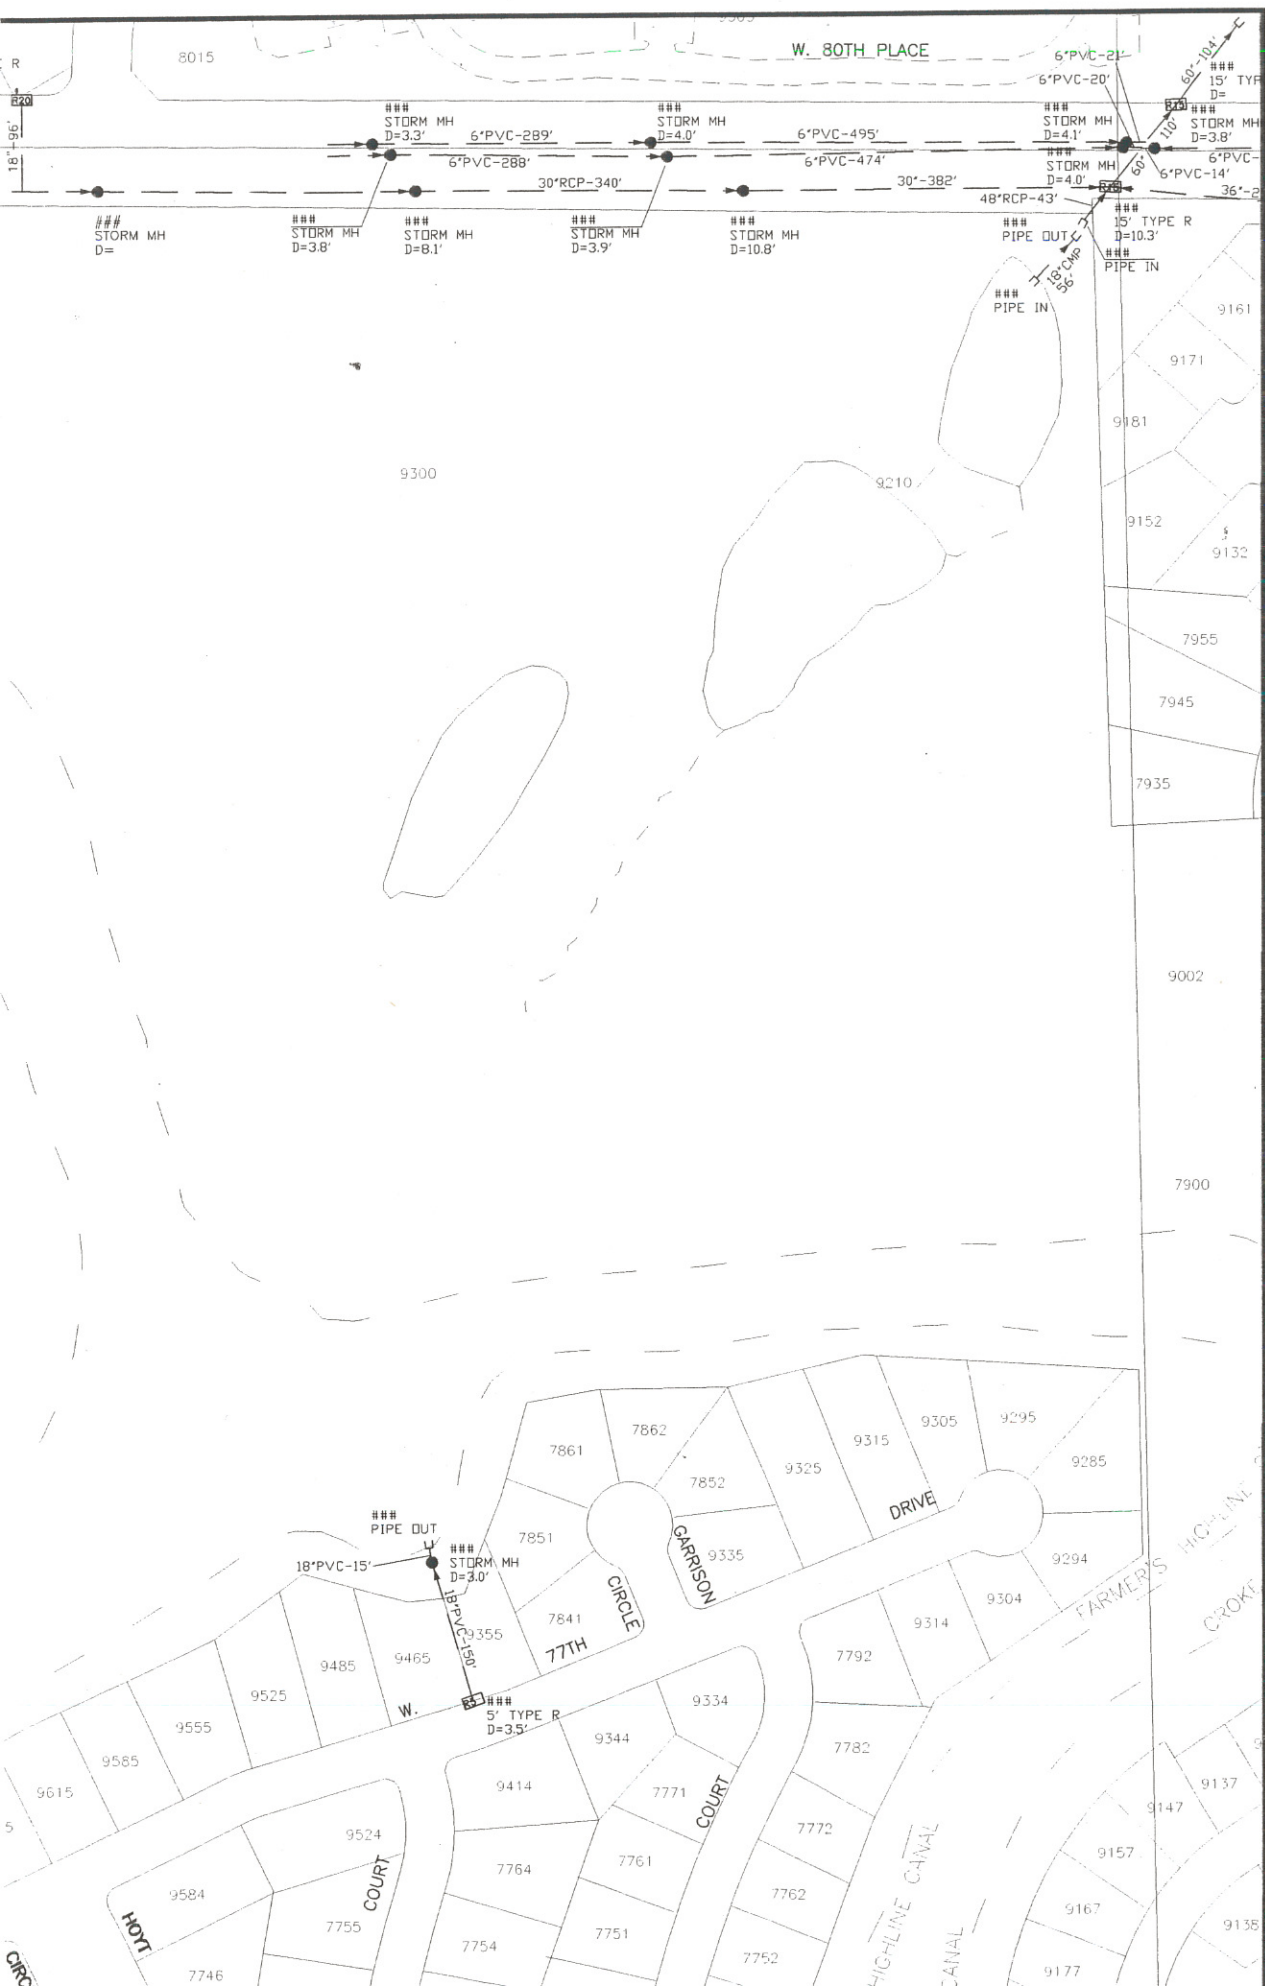 W. 80TH PLACE
8015
R
R20
18"-96'
###
STORM MH
D=3.3'
6"PVC-289'
###
STORM MH
D=4.0'
6"PVC-495'
6"PVC-288'
6"PVC-474'
30"RCP-340'
30"-382'
###
STORM MH
D=
###
STORM MH
D=3.8'
###
STORM MH
D=8.1'
###
STORM MH
D=3.9'
###
STORM MH
D=10.8'
6"PVC-21'
6"PVC-20'
###
STORM MH
D=4.1'
###
STORM MH
D=4.0'
60"-104'
###
15' TYP
D=
R15
###
STORM MH
D=3.8'
110'
60"
6"PVC-
6"PVC-14'
36"-2
48"RCP-43'
###
PIPE OUT
###
15' TYPE R
D=10.3'
###
PIPE IN
18"CMP
56'
###
PIPE IN
9161
9171
9181
9300
9210
9152
9132
7955
7945
7935
9002
7900
7862
7861
9305
9295
9315
9285
9325
7852
DRIVE
###
PIPE OUT
18"PVC-15'
###
STORM MH
D=3.0'
18"PVC-150'
7851
GARRISON
9335
CIRCLE
9294
9304
FARMER'S HIGHLINE
CROKE
7841
9355
77TH
9314
7792
9465
9485
9525
W.
R5
###
5' TYPE R
D=3.5'
9334
9555
9344
7782
9585
9615
9414
7771
COURT
9137
9147
5
9524
7772
9157
7764
7761
COURT
9584
7762
HIGHLINE CANAL
9167
HOYT
7755
7751
CANAL
9138
7754
7752
CIRC
7746
9177